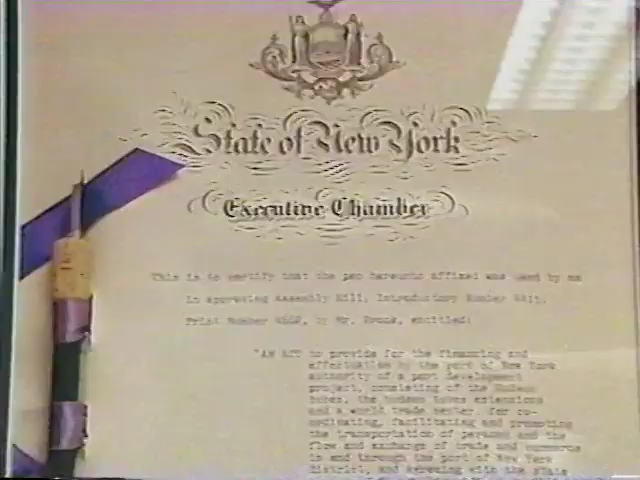 State of New York
Executive Chamber
This is to certify that the pen hereunto affixed was used by me
in approving Assembly Bill, Introductory Number
Print Number by Mr. entitled:
"AN ACT to provide for the financing and
effectuation by the port of New York
authority of a port development
project, consisting of the Hudson
tubes, the hudson tubes extensions
and a world trade center, for co-
ordinating, facilitating and promoting
the transportation of persons and the
flow and exchange of trade and commerce
in and through the port of New York
district, and agreeing with the state